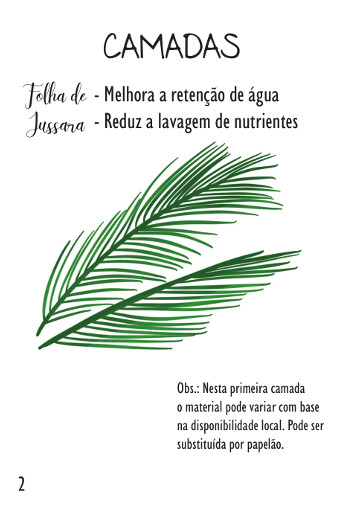 CAMADAS
Folha de - Melhora a retenção de água
Jussara - Reduz a lavagem de nutrientes
Obs.: Nesta primeira camada
o material pode variar com base
na disponibilidade local. Pode ser
substituída por papelão.
2